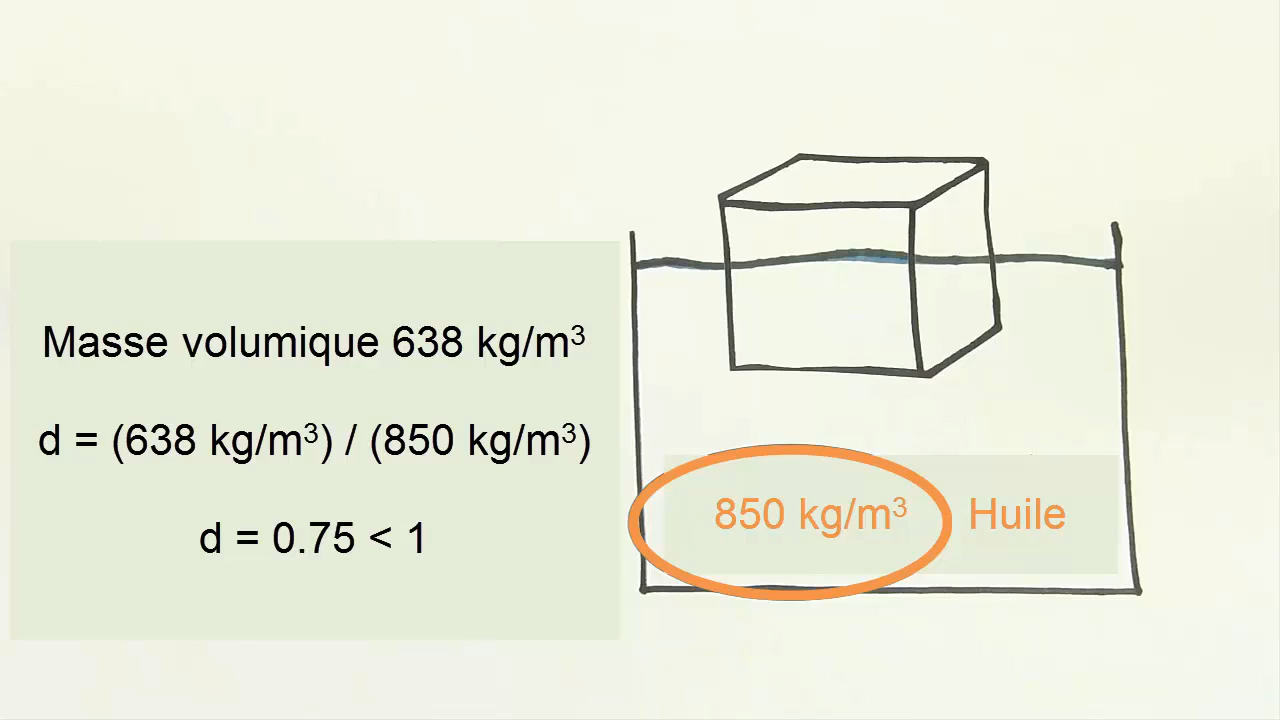 Masse volumique 638 kg/m³
d = (638 kg/m³) / (850 kg/m³)
d = 0.75 < 1
850 kg/m³ Huile